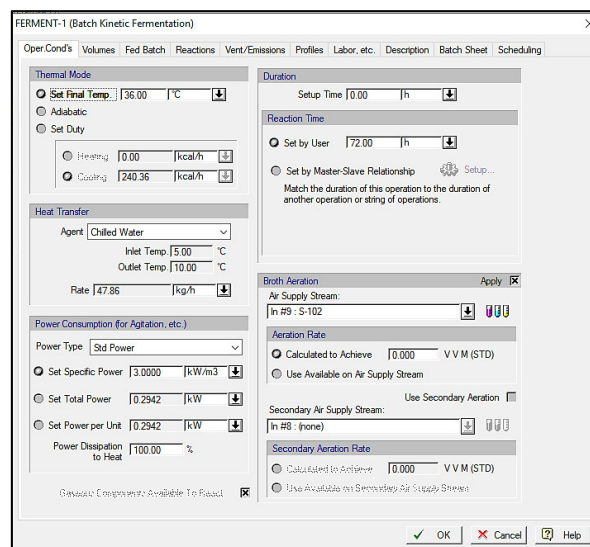 FERMENT-1 (Batch Kinetic Fermentation)
Oper.Cond's Volumes Fed Batch Reactions Vent/Emissions Profiles Labor, etc. Description Batch Sheet Scheduling
Thermal Mode
Set Final Temp. 36.00 °C
Adiabatic
Set Duty
Heating 0.00 kcal/h
Cooling 240.36 kcal/h
Heat Transfer
Agent Chilled Water
Inlet Temp. 5.00 °C
Outlet Temp. 10.00 °C
Rate 47.86 kg/h
Power Consumption (for Agitation, etc.)
Power Type Std Power
Set Specific Power 3.0000 kW/m3
Set Total Power 0.2942 kW
Set Power per Unit 0.2942 kW
Power Dissipation
to Heat 100.00 %
Gaseous Components Available To React
Duration
Setup Time 0.00 h
Reaction Time
Set by User 72.00 h
Set by Master-Slave Relationship Setup...
Match the duration of this operation to the duration of
another operation or string of operations.
Broth Aeration Apply
Air Supply Stream:
In #9 : S-102
Aeration Rate
Calculated to Achieve 0.000 V V M (STD)
Use Available on Air Supply Stream
Use Secondary Aeration
Secondary Air Supply Stream:
In #8 : (none)
Secondary Aeration Rate
Calculated to Achieve 0.000 V V M (STD)
Use Available on Secondary Air Supply Stream
OK Cancel Help